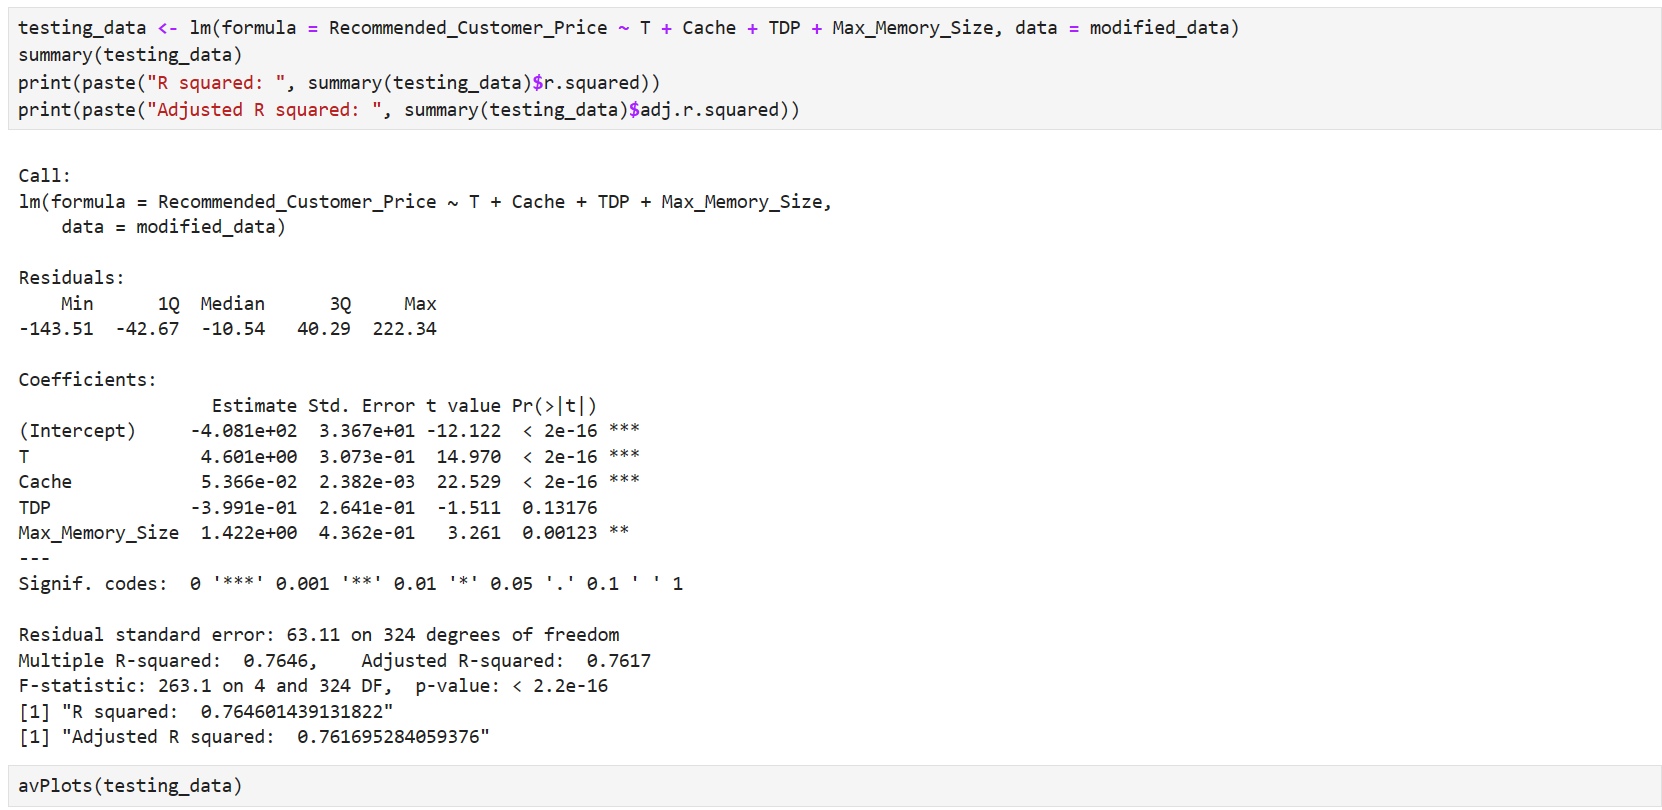 testing_data <- lm(formula = Recommended_Customer_Price ~ T + Cache + TDP + Max_Memory_Size, data = modified_data)
summary(testing_data)
print(paste("R squared: ", summary(testing_data)$r.squared))
print(paste("Adjusted R squared: ", summary(testing_data)$adj.r.squared))
Call:
lm(formula = Recommended_Customer_Price ~ T + Cache + TDP + Max_Memory_Size,
    data = modified_data)
Residuals:
    Min      1Q  Median      3Q     Max
-143.51  -42.67  -10.54   40.29  222.34
Coefficients:
                  Estimate Std. Error t value Pr(>|t|)
(Intercept)     -4.081e+02  3.367e+01 -12.122  < 2e-16 ***
T                4.601e+00  3.073e-01  14.970  < 2e-16 ***
Cache            5.366e-02  2.382e-03  22.529  < 2e-16 ***
TDP             -3.991e-01  2.641e-01  -1.511  0.13176
Max_Memory_Size  1.422e+00  4.362e-01   3.261  0.00123 **
---
Signif. codes:  0 '***' 0.001 '**' 0.01 '*' 0.05 '.' 0.1 ' ' 1
Residual standard error: 63.11 on 324 degrees of freedom
Multiple R-squared:  0.7646,    Adjusted R-squared:  0.7617
F-statistic: 263.1 on 4 and 324 DF,  p-value: < 2.2e-16
[1] "R squared:  0.764601439131822"
[1] "Adjusted R squared:  0.761695284059376"
avPlots(testing_data)